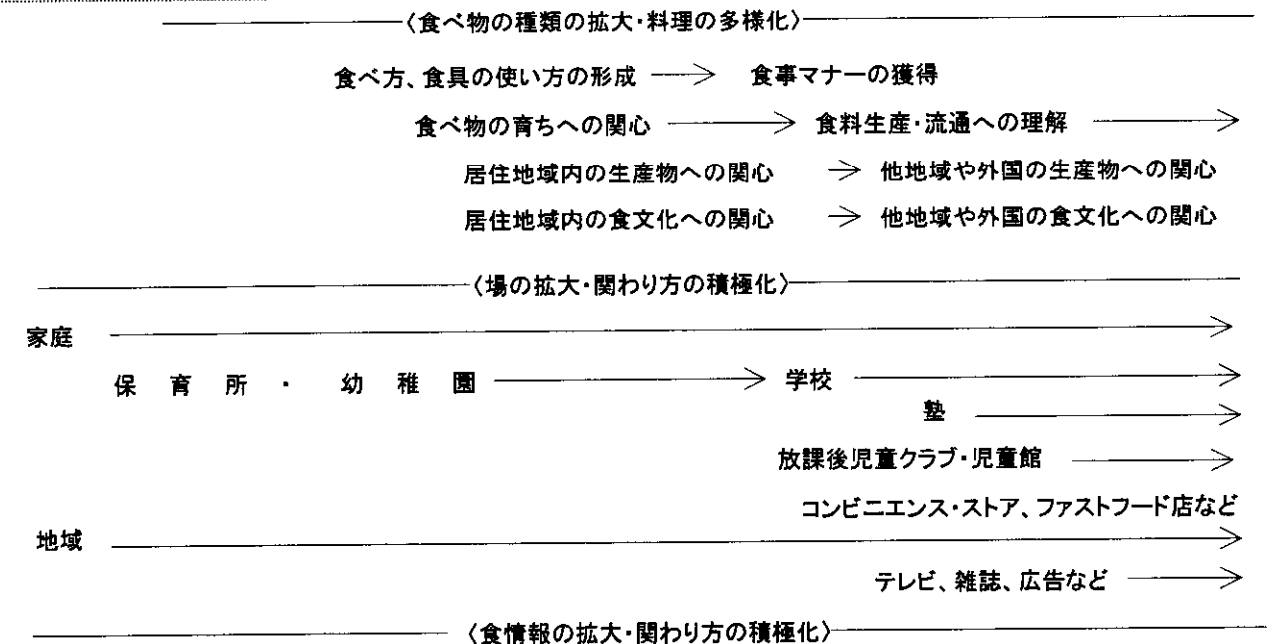 〈食べ物の種類の拡大・料理の多様化〉
食べ方、食具の使い方の形成 → 食事マナーの獲得
食べ物の育ちへの関心 → 食料生産・流通への理解 →
居住地域内の生産物への関心 → 他地域や外国の生産物への関心
居住地域内の食文化への関心 → 他地域や外国の食文化への関心
〈場の拡大・関わり方の積極化〉
家庭 →
保育所・幼稚園 → 学校 →
塾 →
放課後児童クラブ・児童館 →
コンビニエンス・ストア、ファストフード店など
地域 →
テレビ、雑誌、広告など →
〈食情報の拡大・関わり方の積極化〉